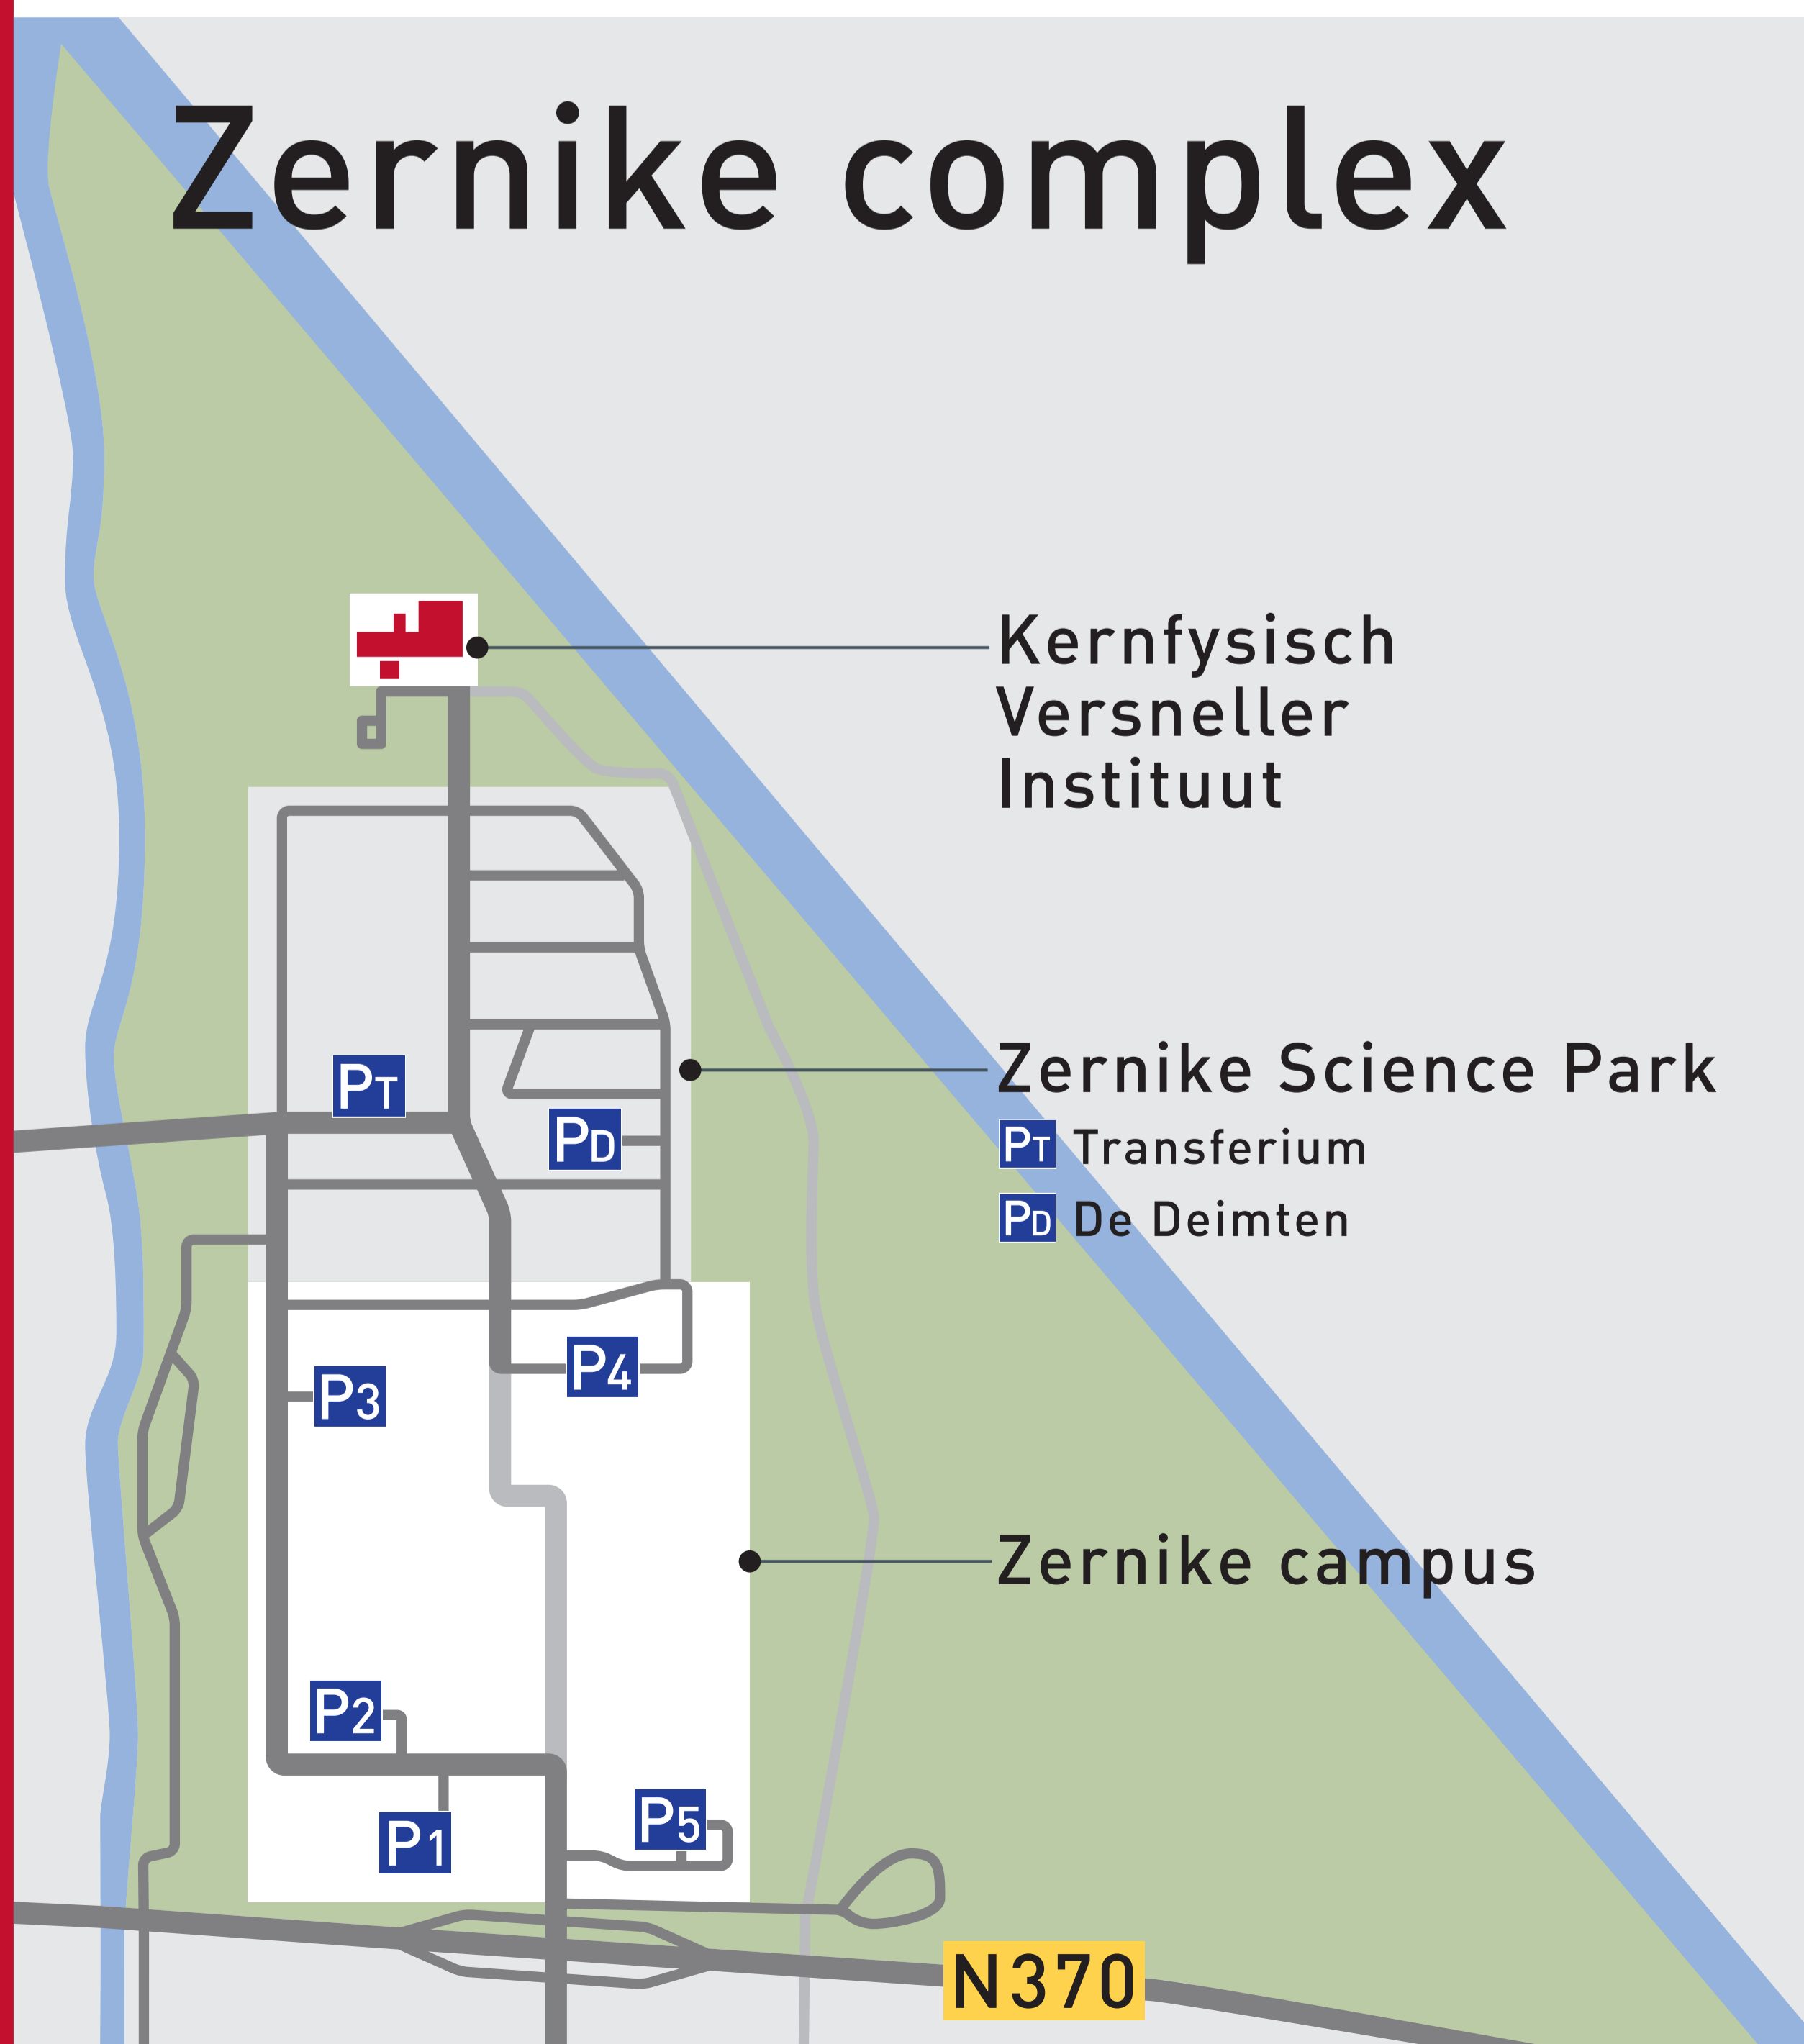 Zernike complex
Kernfysisch
Versneller
Instituut
Zernike Science Park
PT
PT Transferium
PD
PD De Deimten
P4
P3
Zernike campus
P2
P5
P1
N370